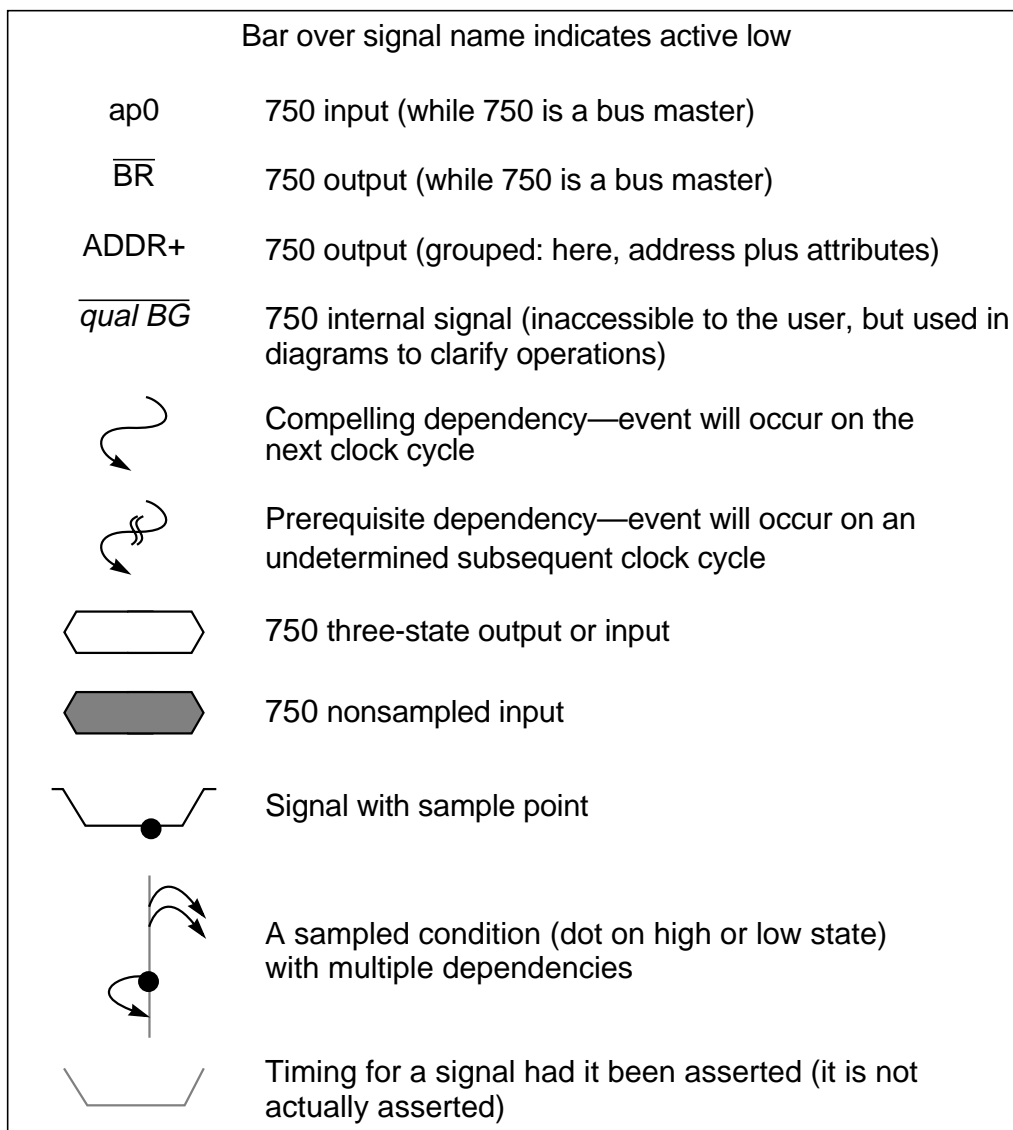 Bar over signal name indicates active low
ap0 750 input (while 750 is a bus master)
B̅R̅ 750 output (while 750 is a bus master)
ADDR+ 750 output (grouped: here, address plus attributes)
q̅u̅a̅l̅ ̅B̅G̅ 750 internal signal (inaccessible to the user, but used in
diagrams to clarify operations)
Compelling dependency—event will occur on the
next clock cycle
Prerequisite dependency—event will occur on an
undetermined subsequent clock cycle
750 three-state output or input
750 nonsampled input
Signal with sample point
A sampled condition (dot on high or low state)
with multiple dependencies
Timing for a signal had it been asserted (it is not
actually asserted)